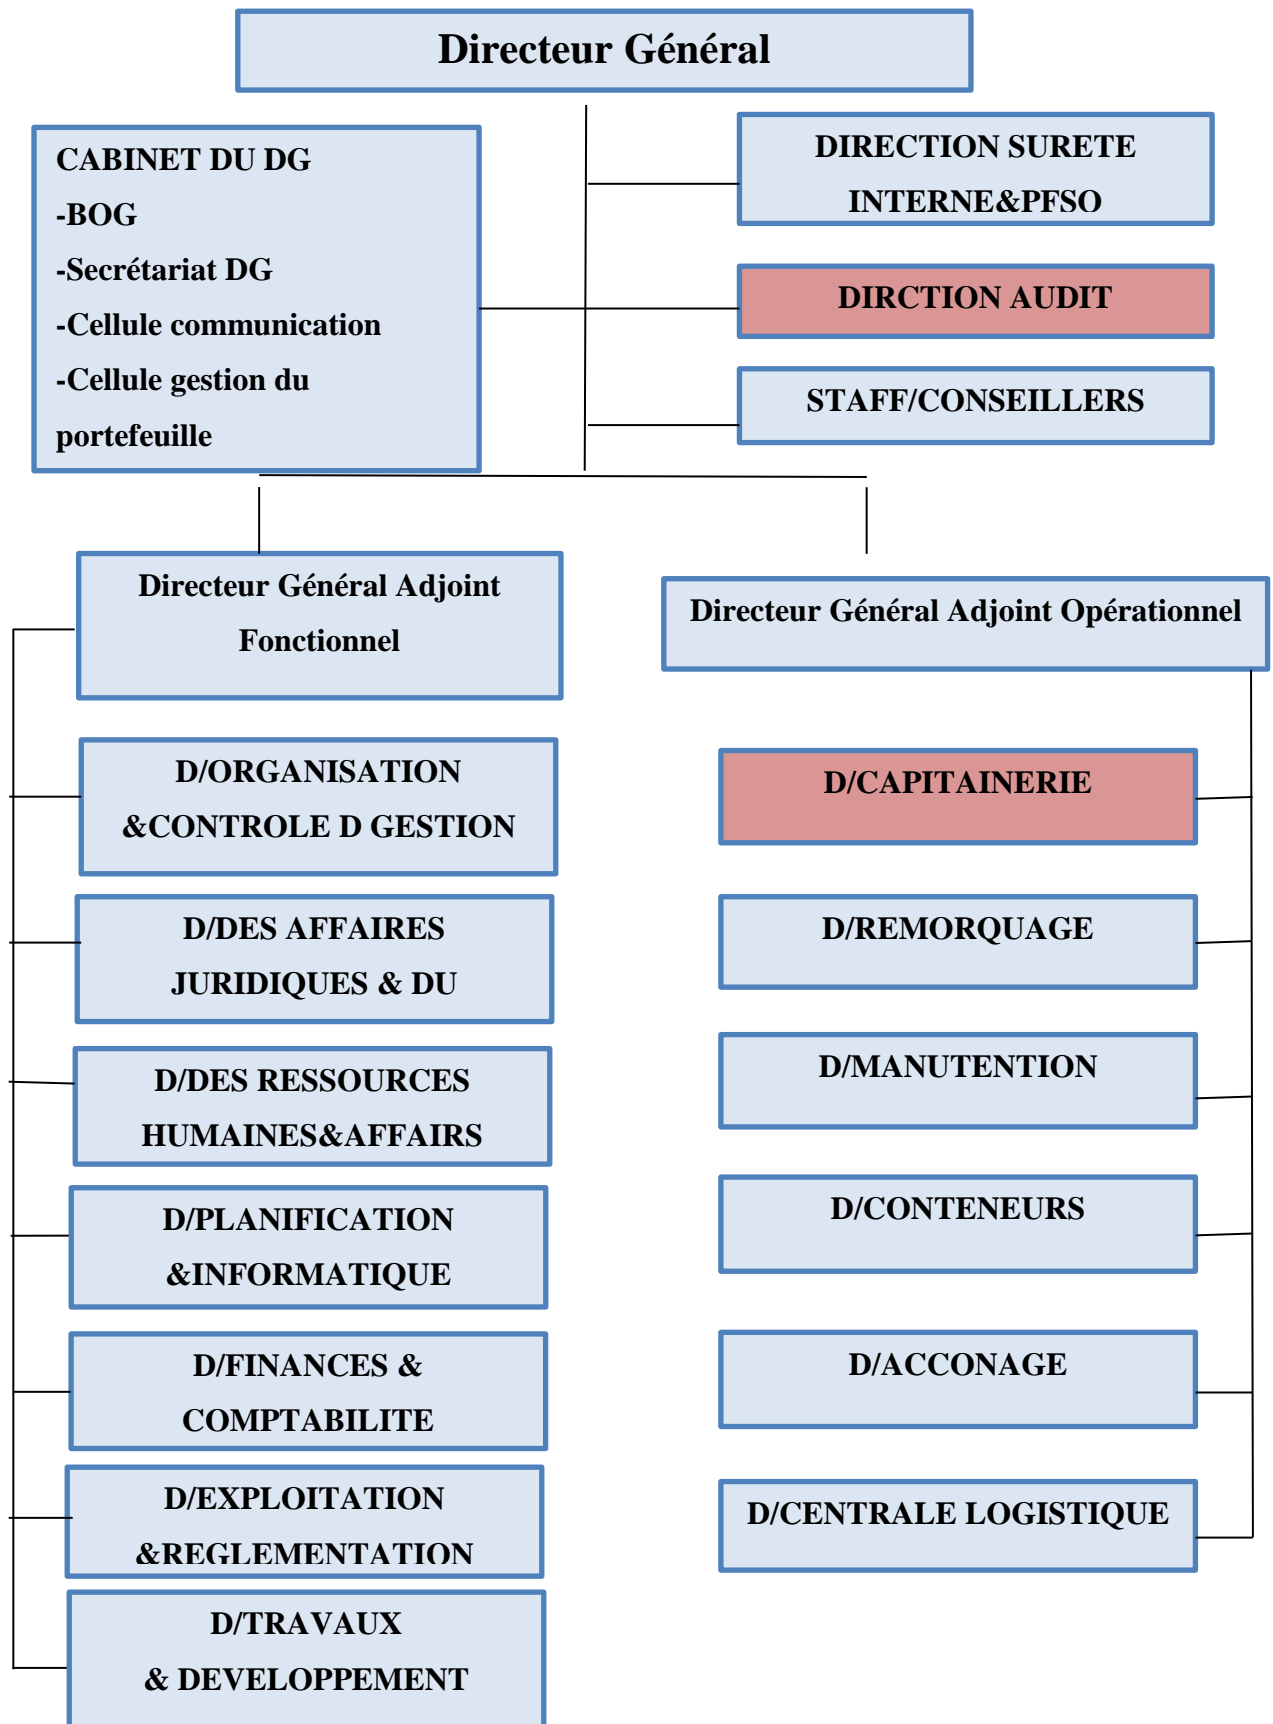 Directeur Général
CABINET DU DG
-BOG
-Secrétariat DG
-Cellule communication
-Cellule gestion du
portefeuille
DIRECTION SURETE
INTERNE&PFSO
DIRCTION AUDIT
STAFF/CONSEILLERS
Directeur Général Adjoint
Fonctionnel
D/ORGANISATION
&CONTROLE D GESTION
D/DES AFFAIRES
JURIDIQUES & DU
D/DES RESSOURCES
HUMAINES&AFFAIRS
D/PLANIFICATION
&INFORMATIQUE
D/FINANCES &
COMPTABILITE
D/EXPLOITATION
&REGLEMENTATION
D/TRAVAUX
& DEVELOPPEMENT
Directeur Général Adjoint Opérationnel
D/CAPITAINERIE
D/REMORQUAGE
D/MANUTENTION
D/CONTENEURS
D/ACCONAGE
D/CENTRALE LOGISTIQUE